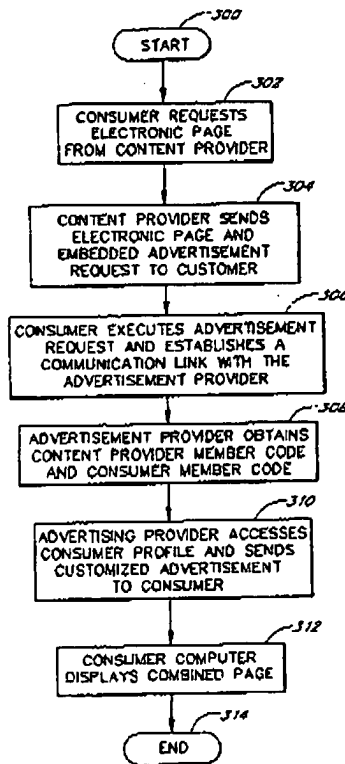 300
START
302
CONSUMER REQUESTS
ELECTRONIC PAGE
FROM CONTENT PROVIDER
304
CONTENT PROVIDER SENDS
ELECTRONIC PAGE AND
EMBEDDED ADVERTISEMENT
REQUEST TO CUSTOMER
306
CONSUMER EXECUTES ADVERTISEMENT
REQUEST AND ESTABLISHES A
COMMUNICATION LINK WITH THE
ADVERTISEMENT PROVIDER
308
ADVERTISEMENT PROVIDER OBTAINS
CONTENT PROVIDER MEMBER CODE
AND CONSUMER MEMBER CODE
310
ADVERTISING PROVIDER ACCESSES
CONSUMER PROFILE AND SENDS
CUSTOMIZED ADVERTISEMENT
TO CONSUMER
312
CONSUMER COMPUTER
DISPLAYS COMBINED PAGE
314
END